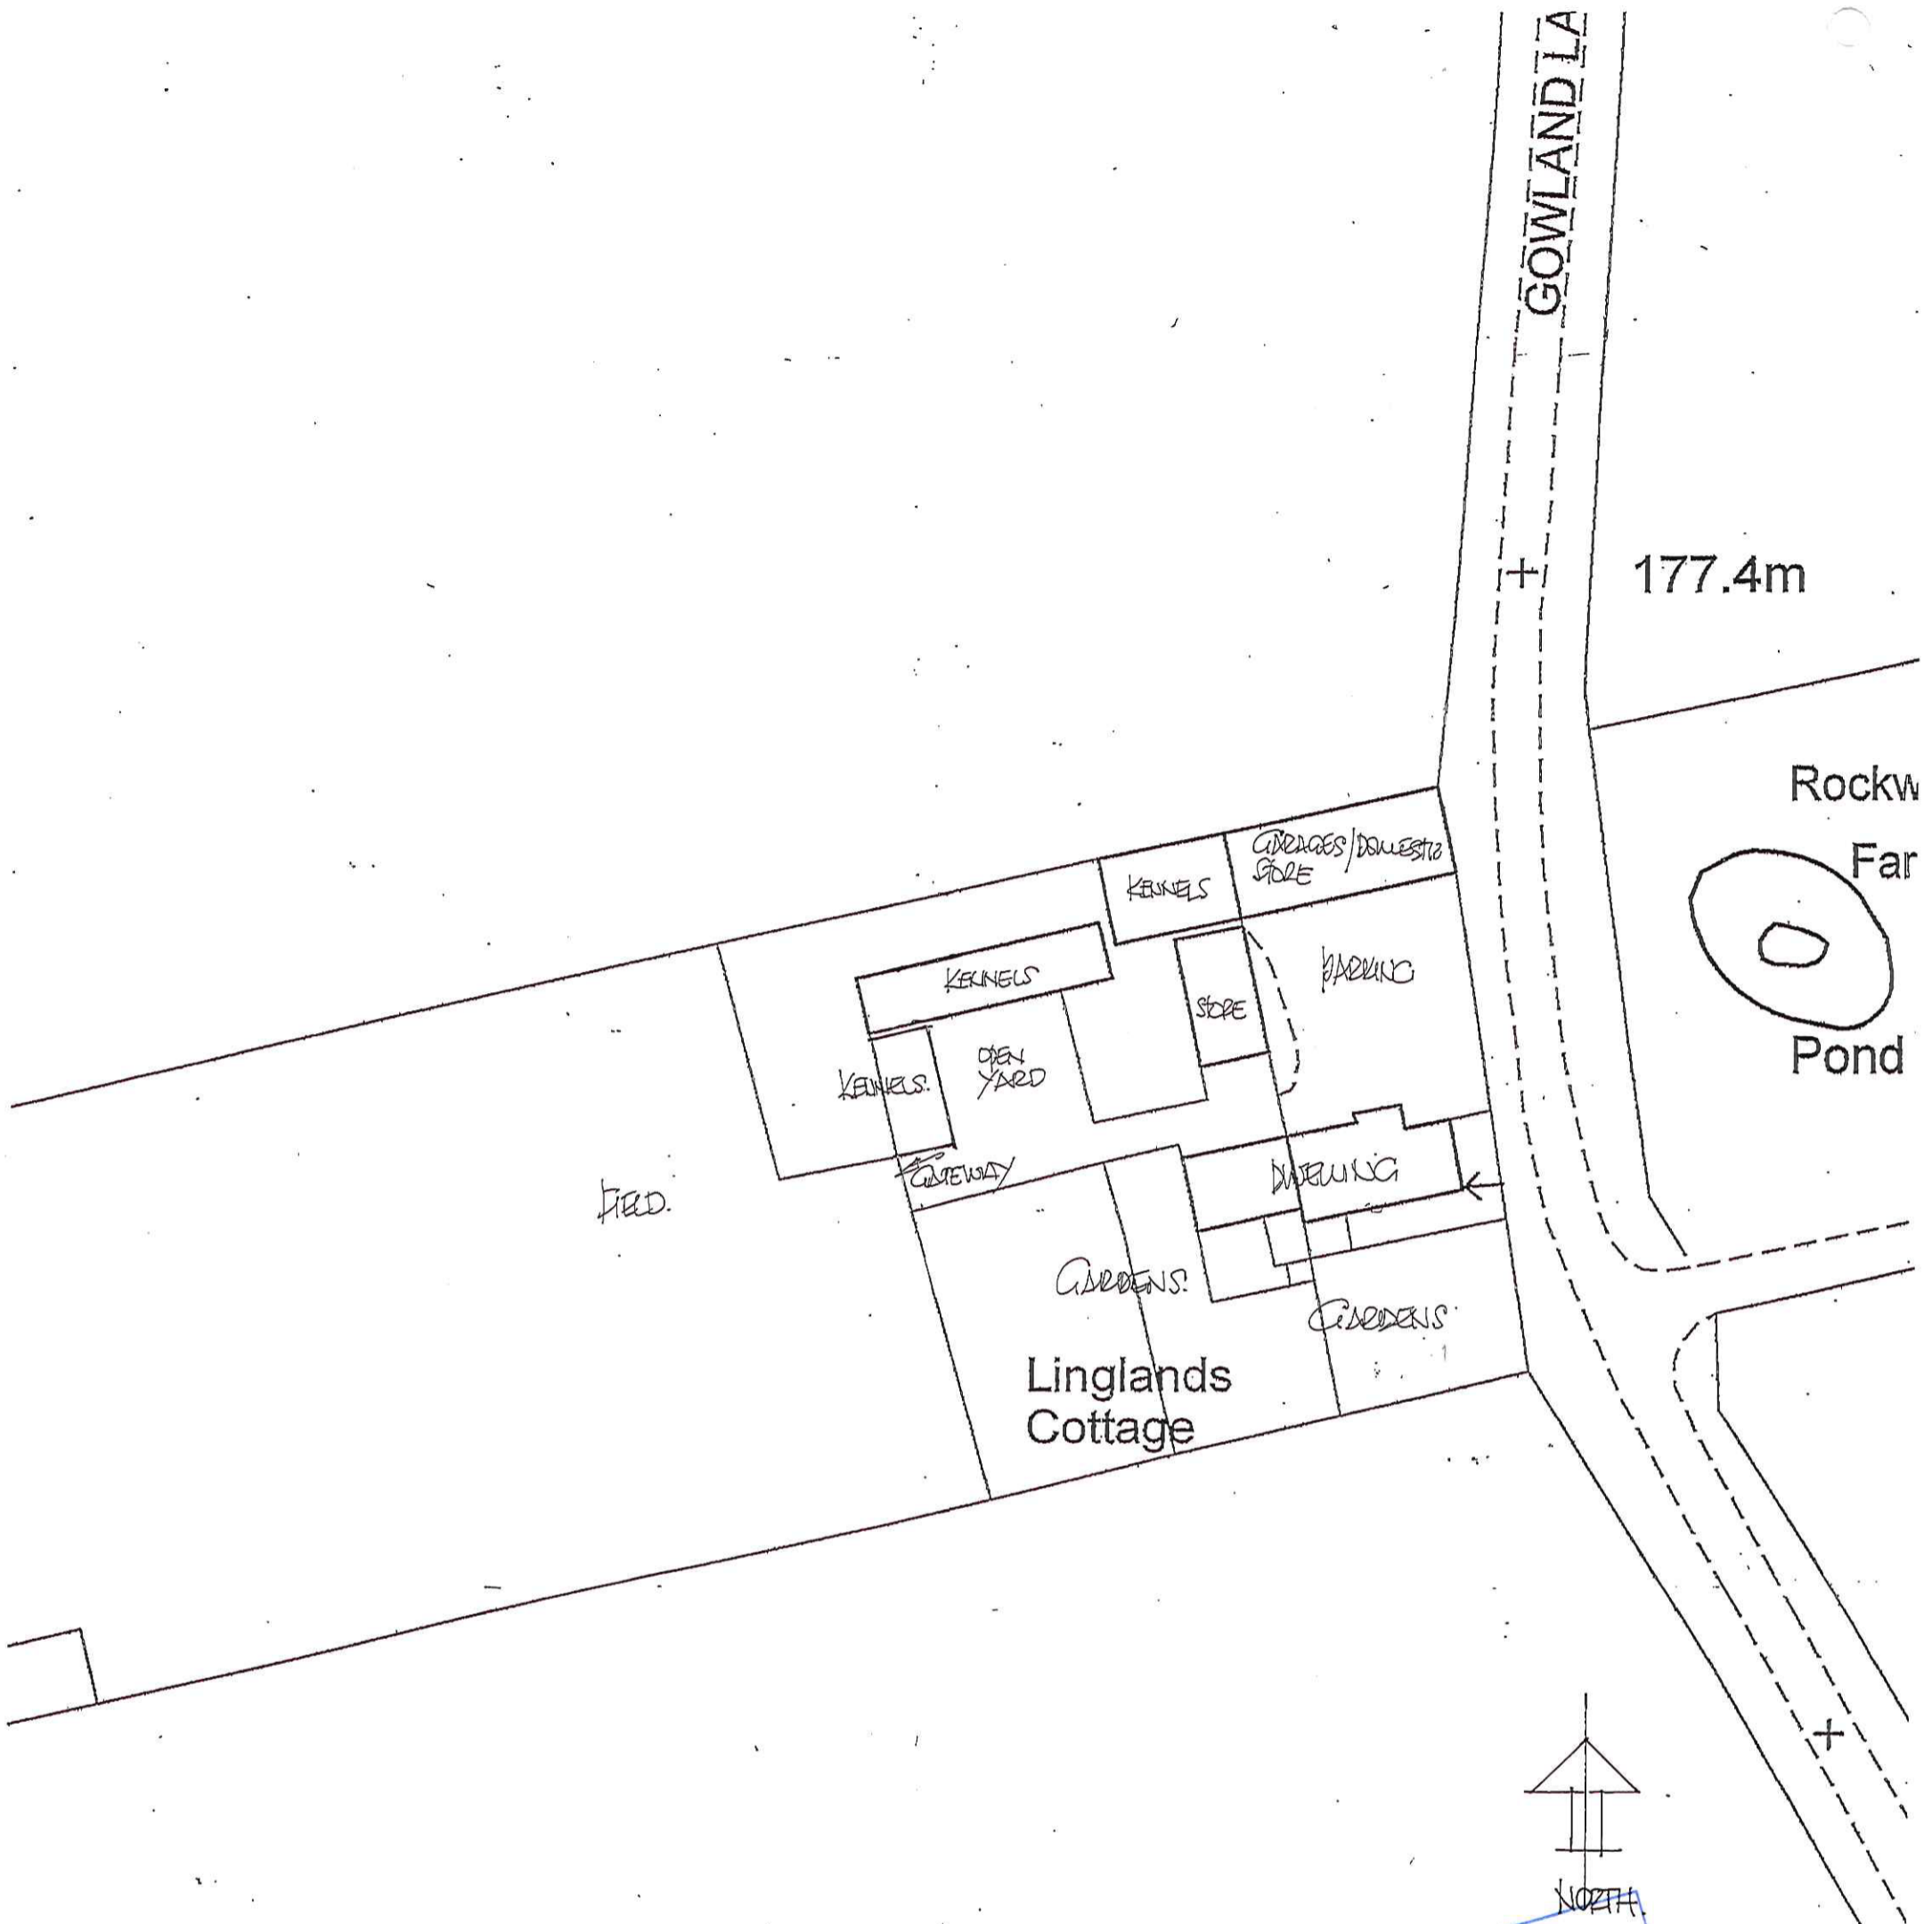 GOWLAND LA
177.4m
Rockw
Far
Pond
GARAGES/DOMESTIC
STORE
KENNELS
KENNELS
STORE
PARKING
OPEN
YARD
KENNELS.
GATEWAY
DWELLING
FIELD.
GARDENS.
GARDENS
Linglands
Cottage
NORTH.